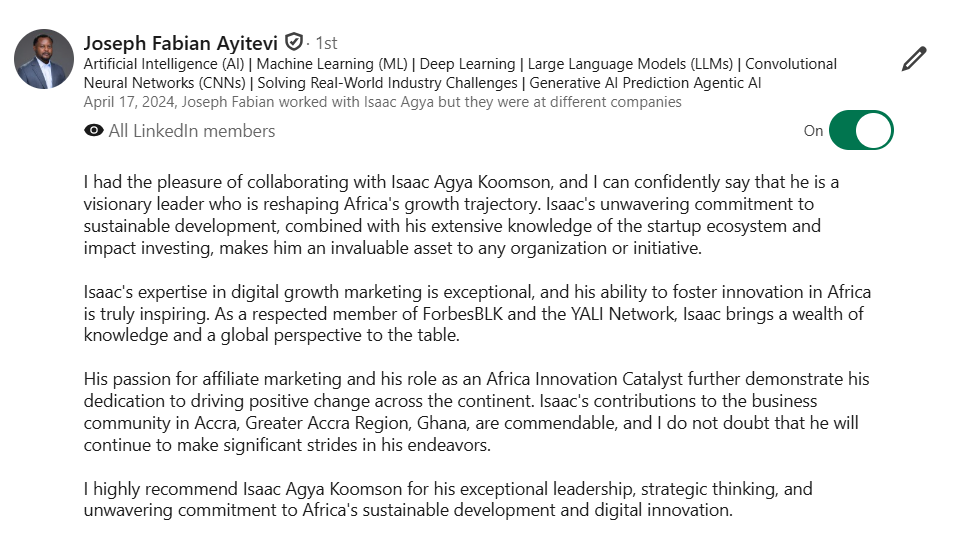 Joseph Fabian Ayitevi · 1st
Artificial Intelligence (AI) | Machine Learning (ML) | Deep Learning | Large Language Models (LLMs) | Convolutional
Neural Networks (CNNs) | Solving Real-World Industry Challenges | Generative AI Prediction Agentic AI
April 17, 2024, Joseph Fabian worked with Isaac Agya but they were at different companies
All LinkedIn members
On
I had the pleasure of collaborating with Isaac Agya Koomson, and I can confidently say that he is a
visionary leader who is reshaping Africa's growth trajectory. Isaac's unwavering commitment to
sustainable development, combined with his extensive knowledge of the startup ecosystem and
impact investing, makes him an invaluable asset to any organization or initiative.
Isaac's expertise in digital growth marketing is exceptional, and his ability to foster innovation in Africa
is truly inspiring. As a respected member of ForbesBLK and the YALI Network, Isaac brings a wealth of
knowledge and a global perspective to the table.
His passion for affiliate marketing and his role as an Africa Innovation Catalyst further demonstrate his
dedication to driving positive change across the continent. Isaac's contributions to the business
community in Accra, Greater Accra Region, Ghana, are commendable, and I do not doubt that he will
continue to make significant strides in his endeavors.
I highly recommend Isaac Agya Koomson for his exceptional leadership, strategic thinking, and
unwavering commitment to Africa's sustainable development and digital innovation.